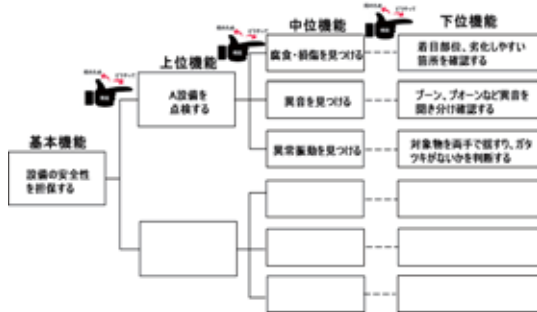 中位機能
下位機能
上位機能
基本機能
腐食・損傷を見つける
着目部位、劣化しやすい
箇所を確認する
A設備を
点検する
異音を見つける
ブーン、ブオーンなど異音を
聞き分け確認する
設備の安全性
を担保する
異常振動を見つける
対象物を両手で揺すり、ガタ
ツキがないかを判断する